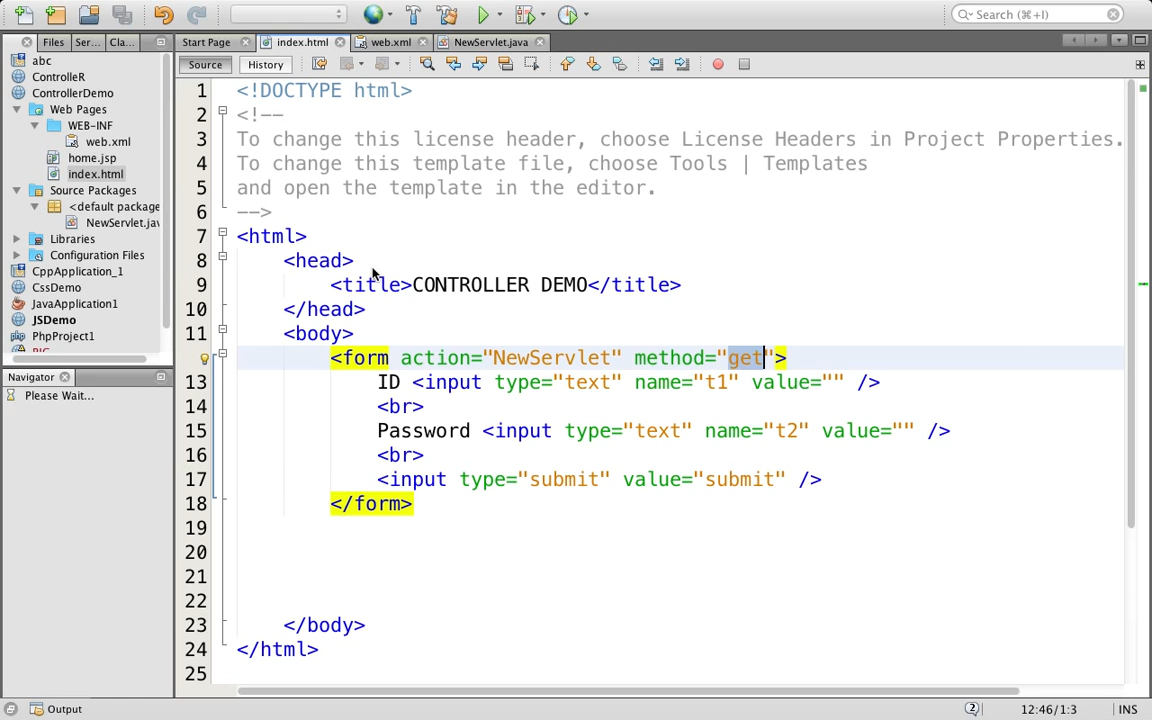 Search (⌘+I)
Files
Ser...
Cla...
Start Page
index.html
web.xml
NewServlet.java
Source
History
abc
ControlleR
ControllerDemo
Web Pages
WEB-INF
web.xml
home.jsp
index.html
Source Packages
<default package
NewServlet.jav
Libraries
Configuration Files
CppApplication_1
CssDemo
JavaApplication1
JSDemo
PhpProject1
Navigator
Please Wait...
1 <!DOCTYPE html>
2 <!--
3 To change this license header, choose License Headers in Project Properties.
4 To change this template file, choose Tools | Templates
5 and open the template in the editor.
6 -->
7 <html>
8 <head>
9 <title>CONTROLLER DEMO</title>
10 </head>
11 <body>
<form action="NewServlet" method="get">
13 ID <input type="text" name="t1" value="" />
14 <br>
15 Password <input type="text" name="t2" value="" />
16 <br>
17 <input type="submit" value="submit" />
18 </form>
19
20
21
22
23 </body>
24 </html>
25
Output
2
12:46/1:3
INS